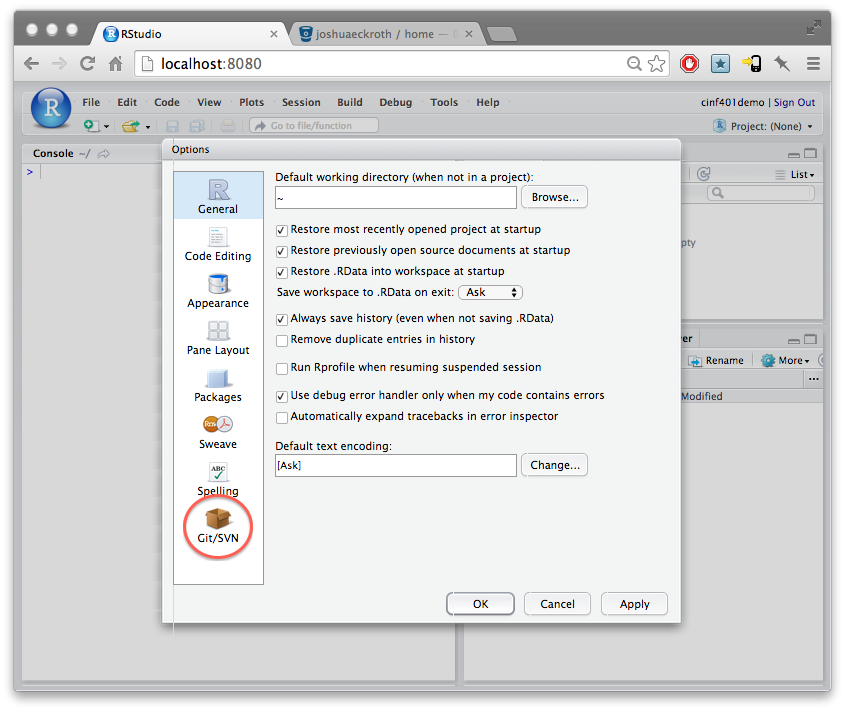 RStudio
joshuaeckroth / home —
localhost:8080
R
File Edit Code View Plots Session Build Debug Tools Help
cinf401demo | Sign Out
Go to file/function
R Project: (None)
Console ~/
Options
List
>
R
General
Default working directory (when not in a project):
~
Browse...
Restore most recently opened project at startup
Code Editing
Restore previously open source documents at startup
pty
Restore .RData into workspace at startup
Appearance
Save workspace to .RData on exit: Ask
Always save history (even when not saving .RData)
Pane Layout
Remove duplicate entries in history
er
Run Rprofile when resuming suspended session
Rename
More
Packages
Use debug error handler only when my code contains errors
Modified
...
Automatically expand tracebacks in error inspector
Sweave
Default text encoding:
[Ask]
Change...
ABC
Spelling
Git/SVN
OK
Cancel
Apply